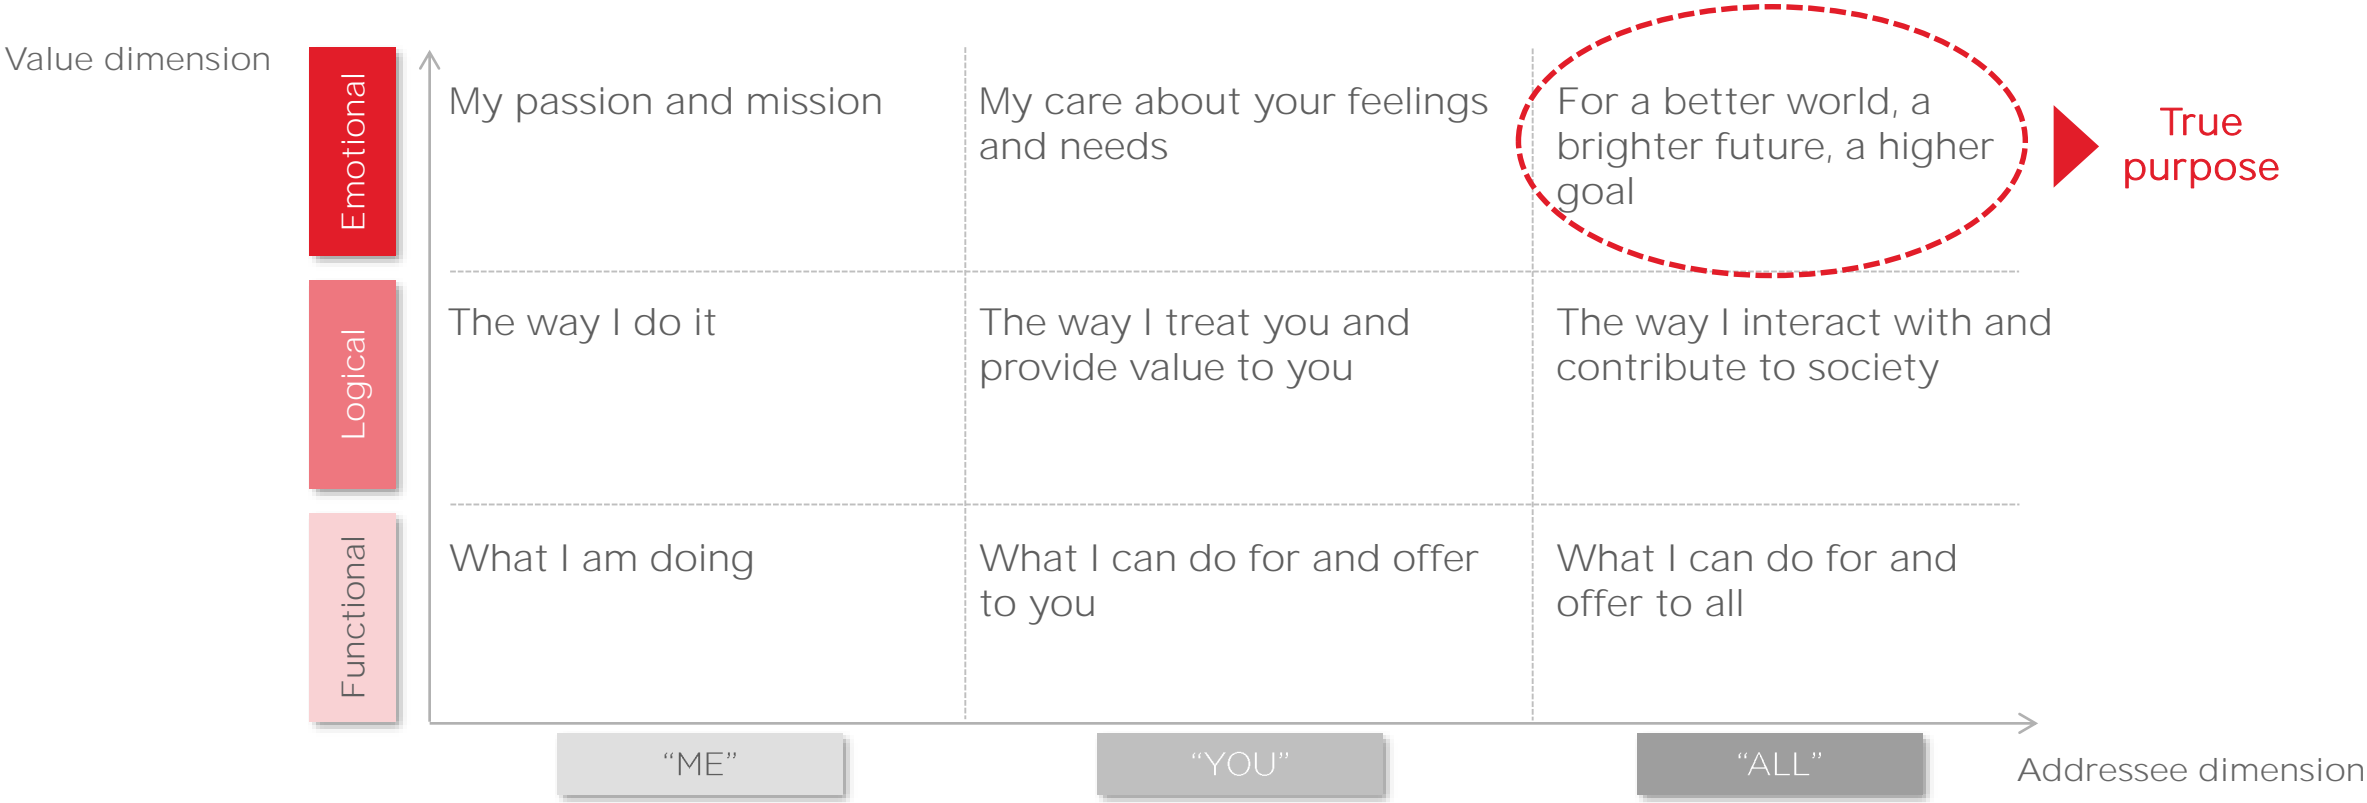 Value dimension
Emotional
My passion and mission
My care about your feelings
and needs
For a better world, a
brighter future, a higher
goal
True
purpose
Logical
The way I do it
The way I treat you and
provide value to you
The way I interact with and
contribute to society
Functional
What I am doing
What I can do for and offer
to you
What I can do for and
offer to all
“ME”
“YOU”
“ALL”
Addressee dimension